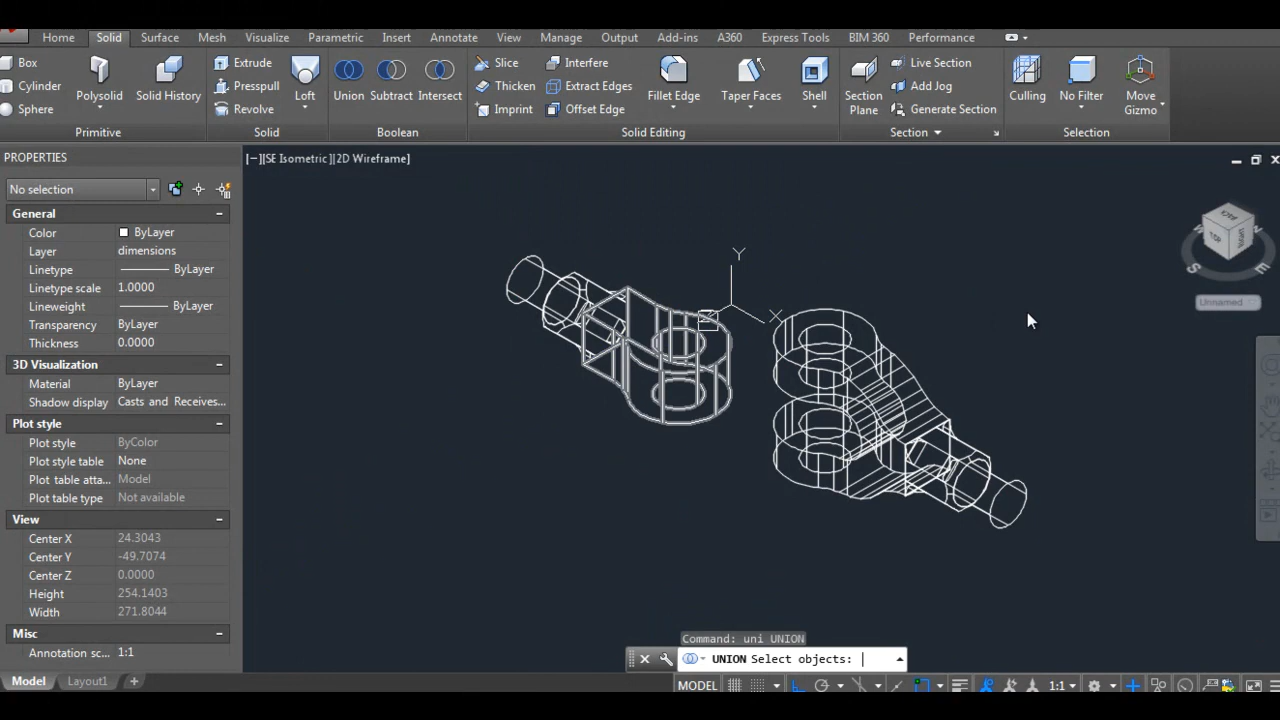 Home Solid Surface Mesh Visualize Parametric Insert Annotate View Manage Output Add-ins A360 Express Tools BIM 360 Performance
Box Extrude Slice Interfere Live Section
Cylinder Polysolid Solid History Presspull Loft Union Subtract Intersect Thicken Extract Edges Fillet Edge Taper Faces Shell Section Plane Add Jog Culling No Filter Move Gizmo
Sphere Revolve Imprint Offset Edge Generate Section
Primitive Solid Boolean Solid Editing Section Selection
PROPERTIES
[−][SE Isometric][2D Wireframe]
No selection
General
Color ByLayer
Layer dimensions
Linetype ByLayer
Linetype scale 1.0000
Lineweight ByLayer
Transparency ByLayer
Thickness 0.0000
3D Visualization
Material ByLayer
Shadow display Casts and Receives...
Plot style
Plot style ByColor
Plot style table None
Plot table atta... Model
Plot table type Not available
View
Center X 24.3043
Center Y -49.7074
Center Z 0.0000
Height 254.1403
Width 271.8044
Misc
Annotation sc... 1:1
Y
X
BACK
TOP
W
N
S
E
Unnamed
Command: uni UNION
UNION Select objects:
Model Layout1 +
MODEL 1:1